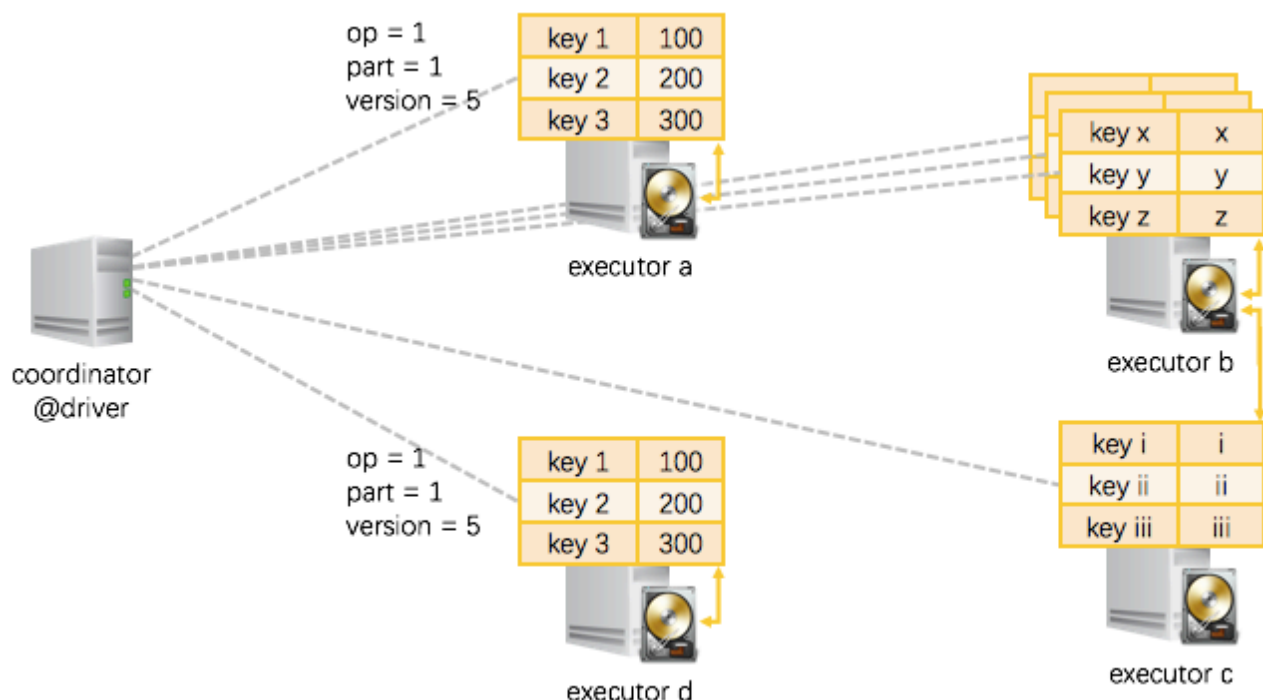 op = 1
part = 1
version = 5
key 1 100
key 2 200
key 3 300
executor a
key x x
key y y
key z z
executor b
coordinator
@driver
op = 1
part = 1
version = 5
key 1 100
key 2 200
key 3 300
executor d
key i i
key ii ii
key iii iii
executor c